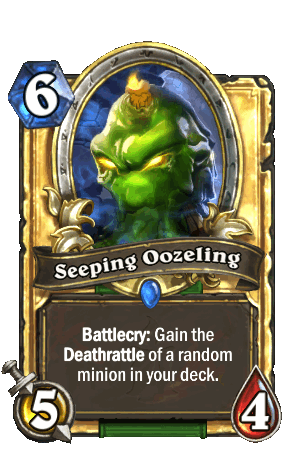 6
Seeping Oozeling
Battlecry: Gain the
Deathrattle of a random
minion in your deck.
5
4